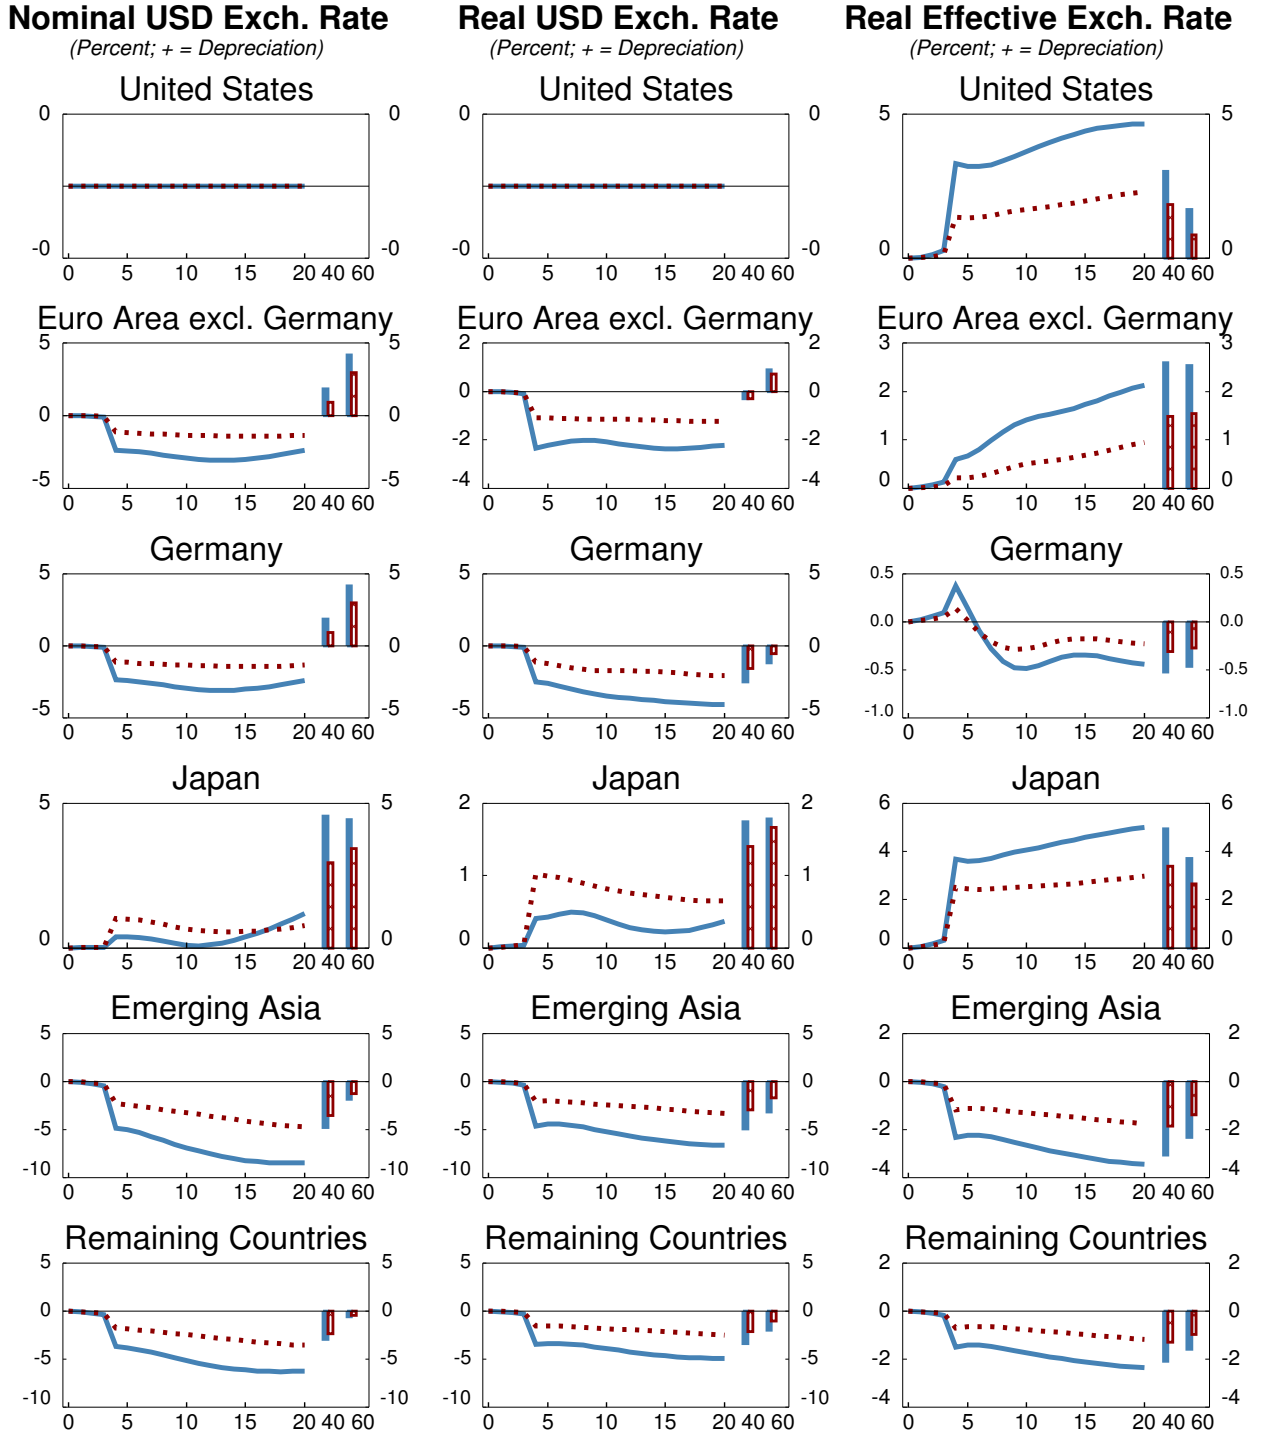 Nominal USD Exch. Rate Real USD Exch. Rate Real Effective Exch. Rate
(Percent; + = Depreciation) (Percent; + = Depreciation) (Percent; + = Depreciation)
United States United States United States
0 0 0 0 5 5
-0 -0 -0 -0 0 0
0 5 10 15 20 40 60 0 5 10 15 20 40 60 0 5 10 15 20 40 60
Euro Area excl. Germany Euro Area excl. Germany Euro Area excl. Germany
5 5 2 2 3 3
0 0 0 0 2 2
-2 -2 1 1
-5 -5 -4 -4 0 0
0 5 10 15 20 40 60 0 5 10 15 20 40 60 0 5 10 15 20 40 60
Germany Germany Germany
5 5 5 5 0.5 0.5
0 0 0 0 0.0 0.0
-0.5 -0.5
-5 -5 -5 -5 -1.0 -1.0
0 5 10 15 20 40 60 0 5 10 15 20 40 60 0 5 10 15 20 40 60
Japan Japan Japan
5 5 2 2 6 6
4 4
1 1
2 2
0 0 0 0 0 0
0 5 10 15 20 40 60 0 5 10 15 20 40 60 0 5 10 15 20 40 60
Emerging Asia Emerging Asia Emerging Asia
5 5 5 5 2 2
0 0 0 0 0 0
-5 -5 -5 -5 -2 -2
-10 -10 -10 -10 -4 -4
0 5 10 15 20 40 60 0 5 10 15 20 40 60 0 5 10 15 20 40 60
Remaining Countries Remaining Countries Remaining Countries
5 5 5 5 2 2
0 0 0 0 0 0
-5 -5 -5 -5 -2 -2
-10 -10 -10 -10 -4 -4
0 5 10 15 20 40 60 0 5 10 15 20 40 60 0 5 10 15 20 40 60